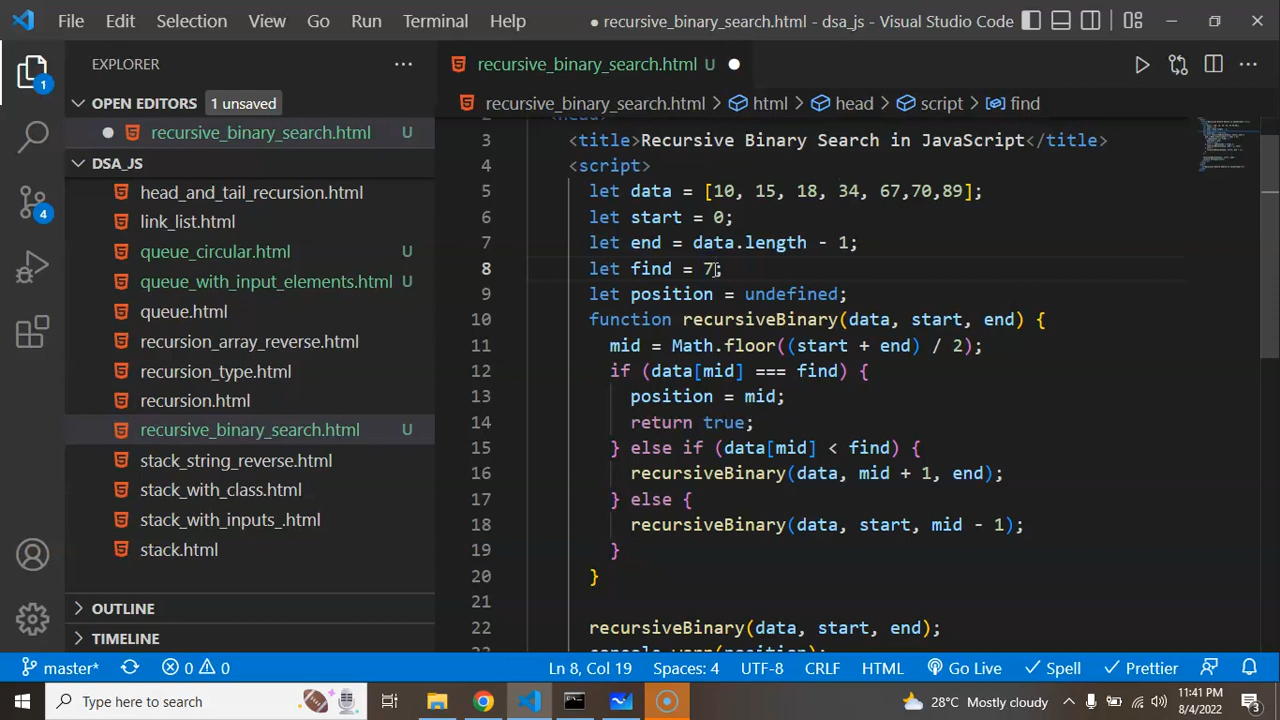 File Edit Selection View Go Run Terminal Help ● recursive_binary_search.html - dsa_js - Visual Studio Code
EXPLORER
OPEN EDITORS 1 unsaved
recursive_binary_search.html U
DSA_JS
head_and_tail_recursion.html
link_list.html
queue_circular.html U
queue_with_input_elements.html U
queue.html
recursion_array_reverse.html
recursion_type.html
recursion.html
recursive_binary_search.html U
stack_string_reverse.html
stack_with_class.html
stack_with_inputs_.html
stack.html
OUTLINE
TIMELINE
1
4
recursive_binary_search.html U
recursive_binary_search.html > html > head > script > find
3 <title>Recursive Binary Search in JavaScript</title>
4 <script>
5 let data = [10, 15, 18, 34, 67,70,89];
6 let start = 0;
7 let end = data.length - 1;
8 let find = 7;
9 let position = undefined;
10 function recursiveBinary(data, start, end) {
11 mid = Math.floor((start + end) / 2);
12 if (data[mid] === find) {
13 position = mid;
14 return true;
15 } else if (data[mid] < find) {
16 recursiveBinary(data, mid + 1, end);
17 } else {
18 recursiveBinary(data, start, mid - 1);
19 }
20 }
21
22 recursiveBinary(data, start, end);
master* 0 0 Ln 8, Col 19 Spaces: 4 UTF-8 CRLF HTML Go Live Spell Prettier
Type here to search 28°C Mostly cloudy 11:41 PM
8/4/2022 3